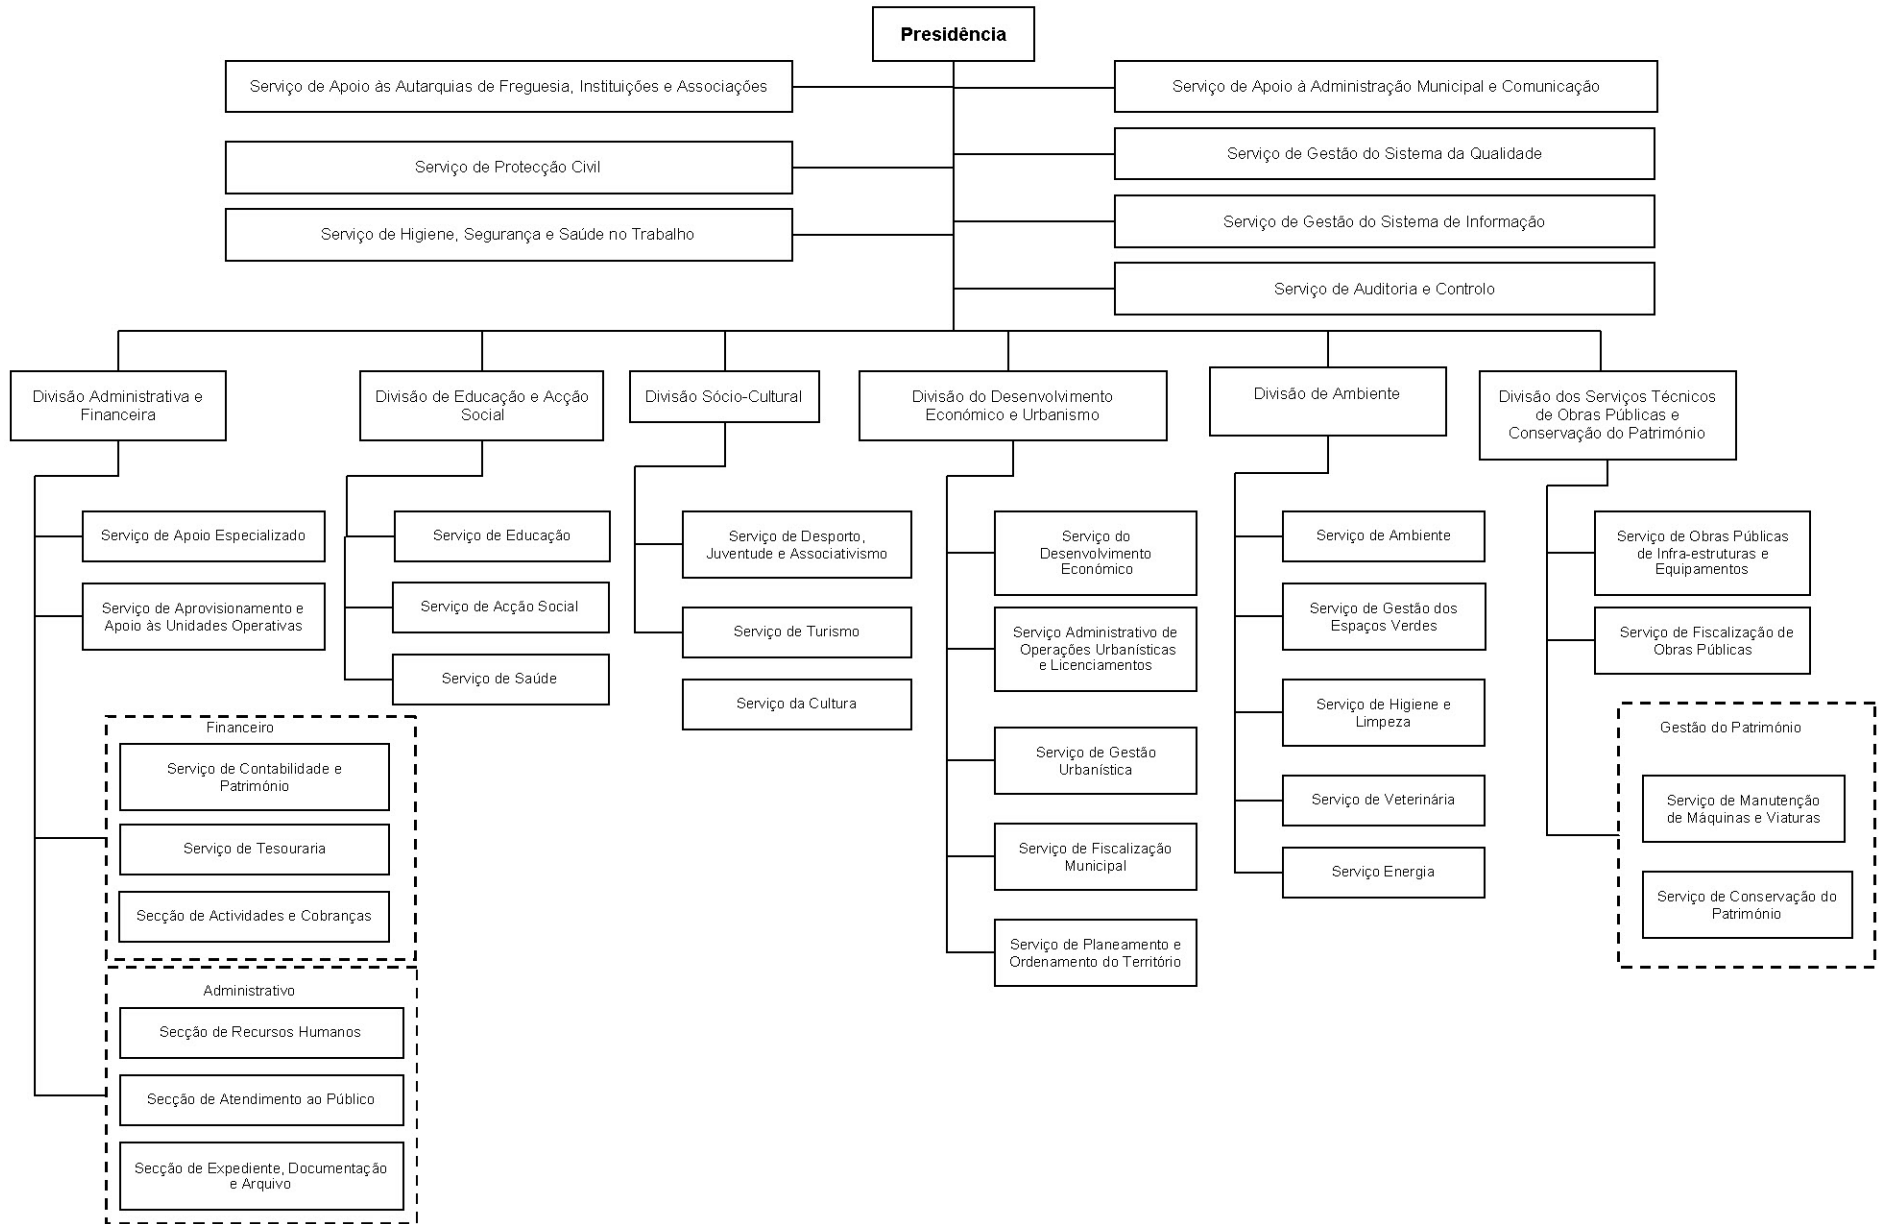 Presidência
Serviço de Apoio às Autarquias de Freguesia, Instituições e Associações
Serviço de Apoio à Administração Municipal e Comunicação
Serviço de Protecção Civil
Serviço de Gestão do Sistema da Qualidade
Serviço de Higiene, Segurança e Saúde no Trabalho
Serviço de Gestão do Sistema de Informação
Serviço de Auditoria e Controlo
Divisão Administrativa e
Financeira
Serviço de Apoio Especializado
Serviço de Aprovisionamento e
Apoio às Unidades Operativas
Financeiro
Serviço de Contabilidade e
Património
Serviço de Tesouraria
Secção de Actividades e Cobranças
Administrativo
Secção de Recursos Humanos
Secção de Atendimento ao Público
Secção de Expediente, Documentação
e Arquivo
Divisão de Educação e Acção
Social
Serviço de Educação
Serviço de Acção Social
Serviço de Saúde
Divisão Sócio-Cultural
Serviço de Desporto,
Juventude e Associativismo
Serviço de Turismo
Serviço da Cultura
Divisão do Desenvolvimento
Económico e Urbanismo
Serviço do
Desenvolvimento
Económico
Serviço Administrativo de
Operações Urbanísticas
e Licenciamentos
Serviço de Gestão
Urbanística
Serviço de Fiscalização
Municipal
Serviço de Planeamento e
Ordenamento do Território
Divisão de Ambiente
Serviço de Ambiente
Serviço de Gestão dos
Espaços Verdes
Serviço de Higiene e
Limpeza
Serviço de Veterinária
Serviço Energia
Divisão dos Serviços Técnicos
de Obras Públicas e
Conservação do Património
Serviço de Obras Públicas
de Infra-estruturas e
Equipamentos
Serviço de Fiscalização de
Obras Públicas
Gestão do Património
Serviço de Manutenção
de Máquinas e Viaturas
Serviço de Conservação do
Património